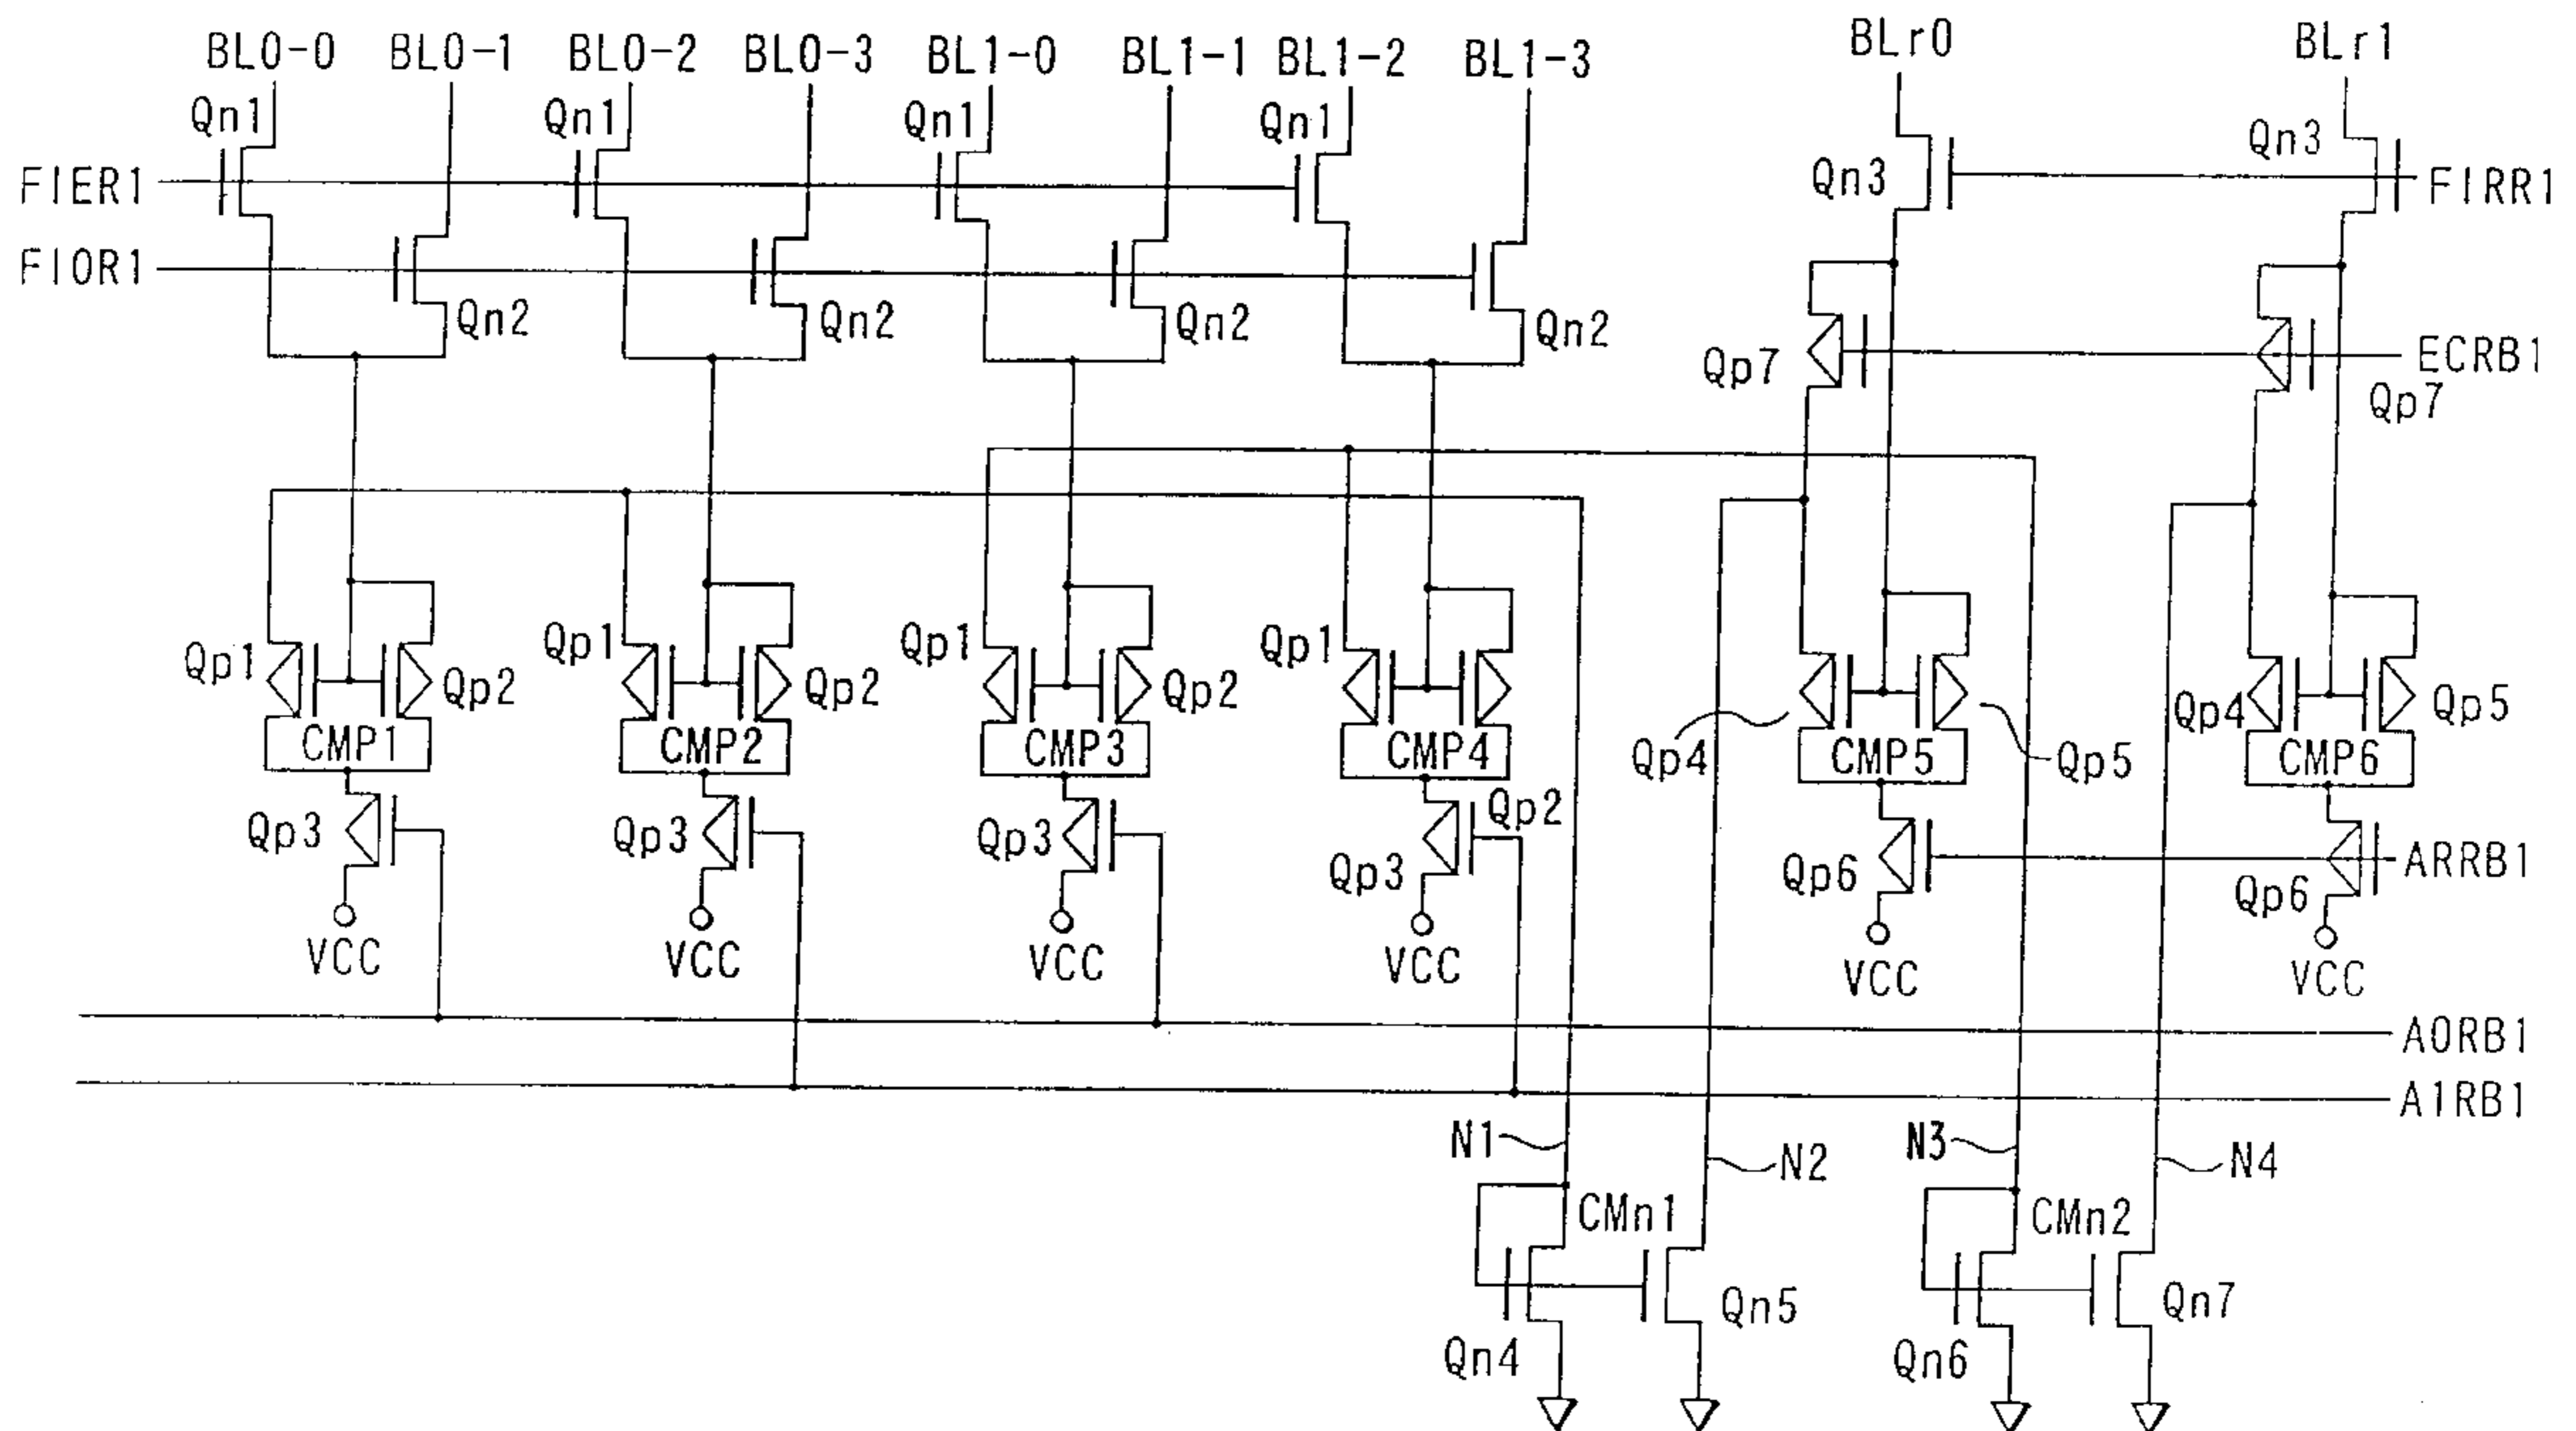 BL0-0 BL0-1 BL0-2 BL0-3 BL1-0 BL1-1 BL1-2 BL1-3 BLr0 BLr1
Qn1 Qn1 Qn1 Qn1 Qn3 Qn3
FIER1 FIRR1
FIOR1
Qn2 Qn2 Qn2 Qn2
Qp7 Qp7 ECRB1
Qp1 Qp2 Qp1 Qp2 Qp1 Qp2 Qp1 Qp2 Qp4 Qp5 Qp4 Qp5
CMP1 CMP2 CMP3 CMP4 CMP5 CMP6
Qp3 Qp3 Qp3 Qp3 Qp6 Qp6 ARRB1
VCC VCC VCC VCC VCC VCC
A0RB1
A1RB1
N1 N2 N3 N4
CMn1 CMn2
Qn4 Qn5 Qn6 Qn7